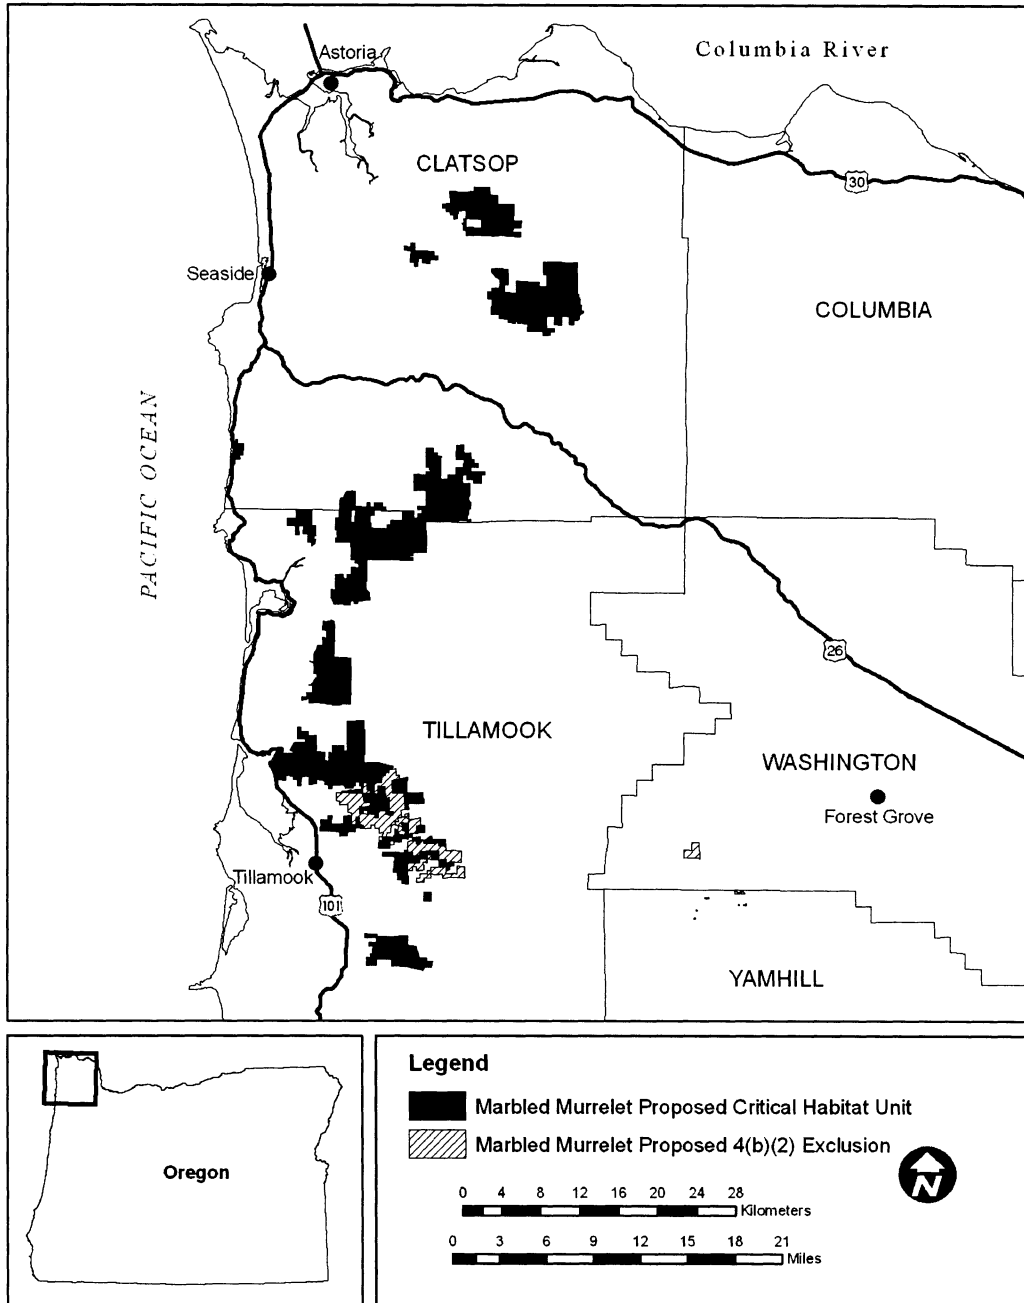 Astoria
Columbia River
CLATSOP
30
Seaside
COLUMBIA
PACIFIC OCEAN
26
TILLAMOOK
WASHINGTON
Forest Grove
Tillamook
101
YAMHILL
Oregon
Legend
Marbled Murrelet Proposed Critical Habitat Unit
Marbled Murrelet Proposed 4(b)(2) Exclusion
N
0 4 8 12 16 20 24 28
Kilometers
0 3 6 9 12 15 18 21
Miles